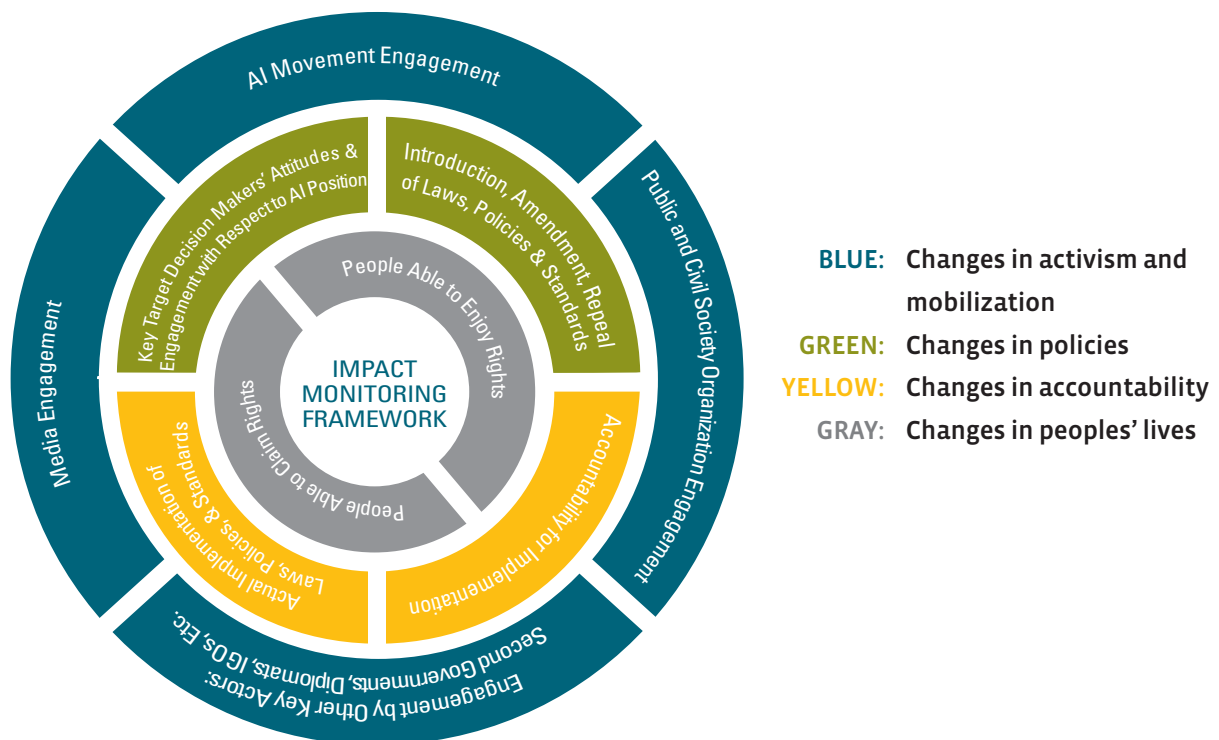 AI Movement Engagement
Public and Civil Society Organization Engagement
Engagement by Other Key Actors:
Second Governments, Diplomats, IGOs, Etc.
Media Engagement
Key Target Decision Makers' Attitudes &
Engagement with Respect to AI Position
Introduction, Amendment, Repeal
of Laws, Policies & Standards
Accountability for Implementation
Actual Implementation of
Laws, Policies, & Standards
People Able to Enjoy Rights
People Able to Claim Rights
IMPACT
MONITORING
FRAMEWORK
BLUE: Changes in activism and
mobilization
GREEN: Changes in policies
YELLOW: Changes in accountability
GRAY: Changes in peoples' lives